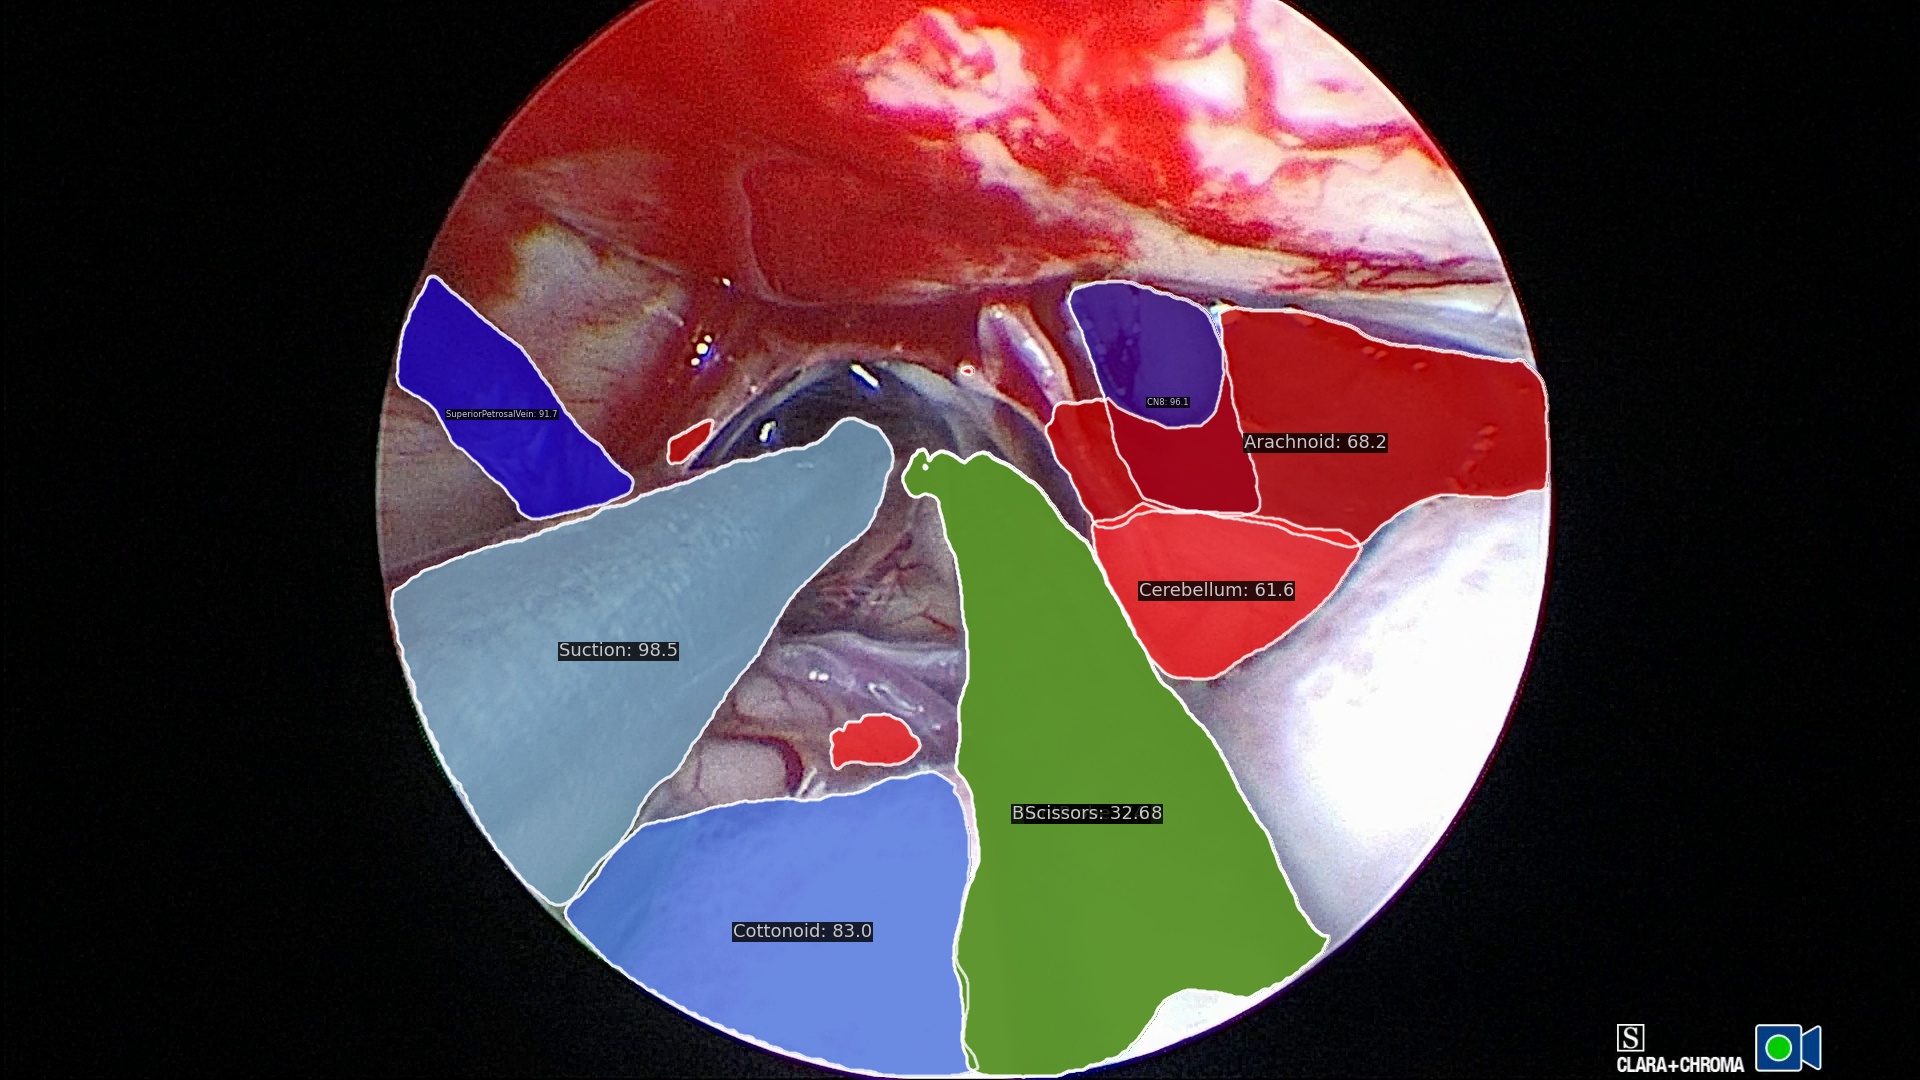 SuperiorPetrosalVein: 91.7
CN8: 96.1
Arachnoid: 68.2
Cerebellum: 61.6
Suction: 98.5
BScissors: 32.68
Cottonoid: 83.0
S
CLARA+CHROMA